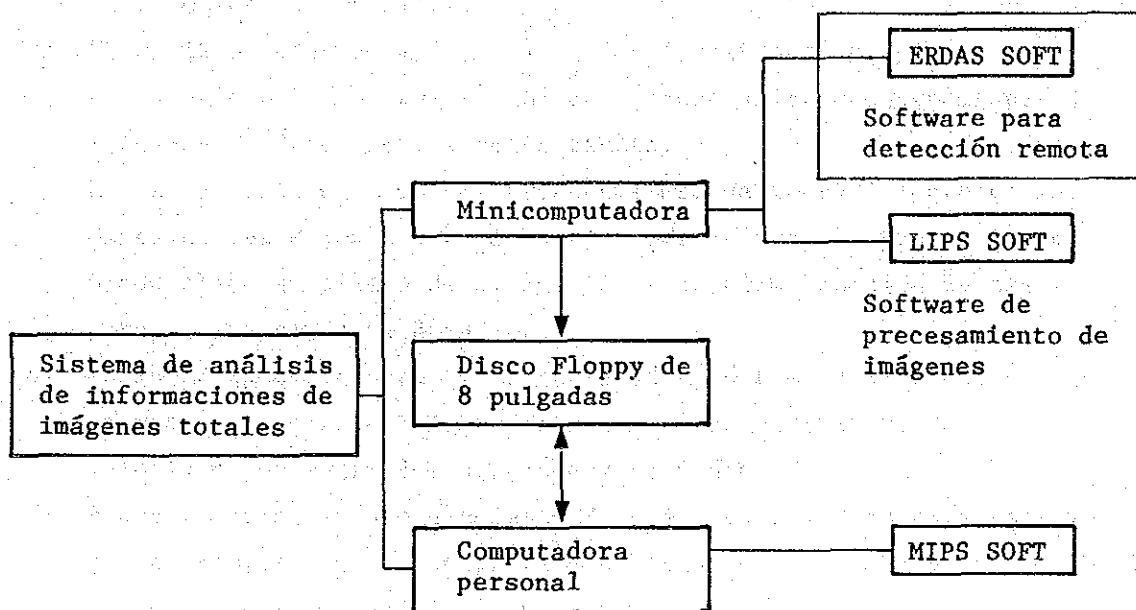 ERDAS SOFT
Software para
detección remota
Minicomputadora
LIPS SOFT
Software de
precesamiento de
imágenes
Sistema de análisis
de informaciones de
imágenes totales
Disco Floppy de
8 pulgadas
Computadora
personal
MIPS SOFT